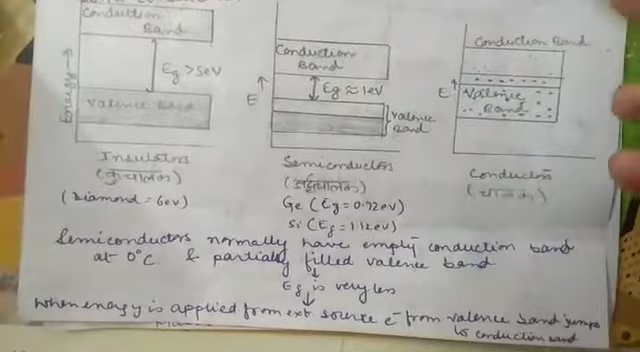 Conduction
Band
Eg > 5eV
Valence Band
Energy →
Insulators
(कुचालक)
(Diamond = 6ev)
Conduction
Band
Eg ≈ 1eV
E
Valence
Band
Semiconductors
(अर्द्धचालक)
Ge (Eg = 0.72ev)
Si (Eg = 1.12ev)
Conduction Band
E
Valence
Band
Conductor
(चालक)
Semiconductors normally have empty conduction band
at 0°C. & partially filled valence band
Eg is very less
When energy is applied from ext source e⁻ from valence band jumps
to conduction band